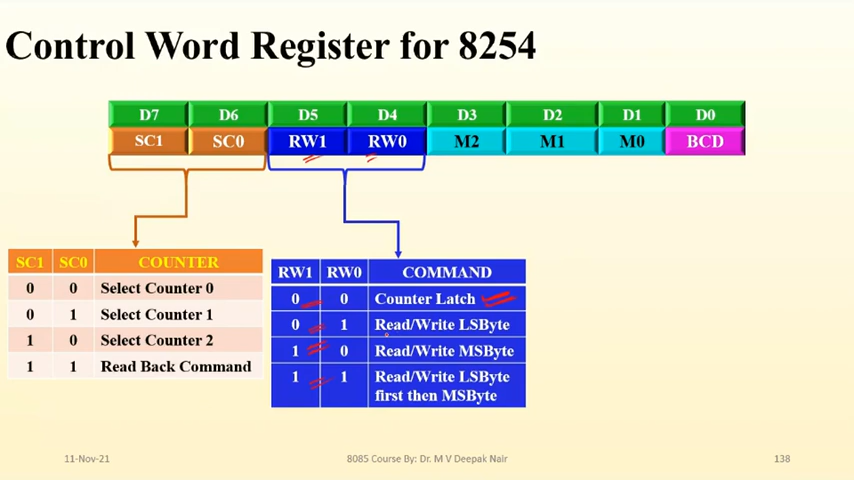 Control Word Register for 8254
D7 D6 D5 D4 D3 D2 D1 D0
SC1 SC0 RW1 RW0 M2 M1 M0 BCD
SC1 SC0 COUNTER
0 0 Select Counter 0
0 1 Select Counter 1
1 0 Select Counter 2
1 1 Read Back Command
RW1 RW0 COMMAND
0 0 Counter Latch
0 1 Read/Write LSByte
1 0 Read/Write MSByte
1 1 Read/Write LSByte
first then MSByte
11-Nov-21 8085 Course By: Dr. M V Deepak Nair 138